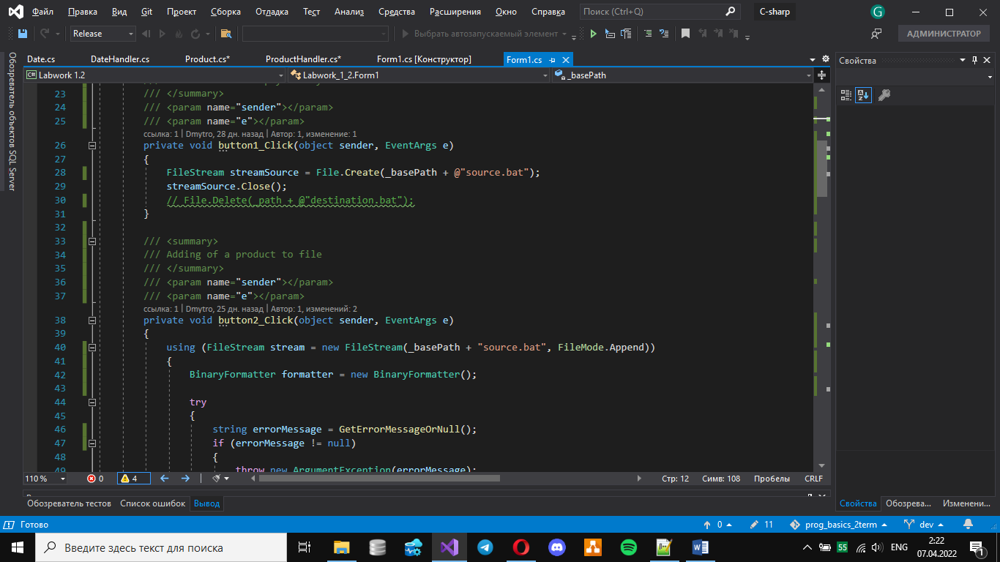 Файл Правка Вид Git Проект Сборка Отладка Тест Анализ Средства Расширения Окно Справка Поиск (Ctrl+Q) C-sharp G
Release Выбрать автозапускаемый элемент АДМИНИСТРАТОР
Обозреватель объектов SQL Server
Date.cs DateHandler.cs Product.cs* ProductHandler.cs* Form1.cs [Конструктор] Form1.cs
Свойства
C# Labwork 1.2 Labwork_1_2.Form1 _basePath
23 /// </summary>
24 /// <param name="sender"></param>
25 /// <param name="e"></param>
ссылка: 1 | Dmytro, 28 дн. назад | Автор: 1, изменение: 1
26 private void button1_Click(object sender, EventArgs e)
27 {
28 FileStream streamSource = File.Create(_basePath + @"source.bat");
29 streamSource.Close();
30 // File.Delete(_path + @"destination.bat");
31 }
32
33 /// <summary>
34 /// Adding of a product to file
35 /// </summary>
36 /// <param name="sender"></param>
37 /// <param name="e"></param>
ссылка: 1 | Dmytro, 25 дн. назад | Автор: 1, изменений: 2
38 private void button2_Click(object sender, EventArgs e)
39 {
40 using (FileStream stream = new FileStream(_basePath + "source.bat", FileMode.Append))
41 {
42 BinaryFormatter formatter = new BinaryFormatter();
43
44 try
45 {
46 string errorMessage = GetErrorMessageOrNull();
47 if (errorMessage != null)
48 {
49 throw new ArgumentException(errorMessage);
110 % 0 4 Стр: 12 Симв: 108 Пробелы CRLF
Обозреватель тестов Список ошибок Вывод
Свойства Обозрева... Изменени...
Готово 0 11 prog_basics_2term dev
Введите здесь текст для поиска 55 ENG 2:22
07.04.2022 1